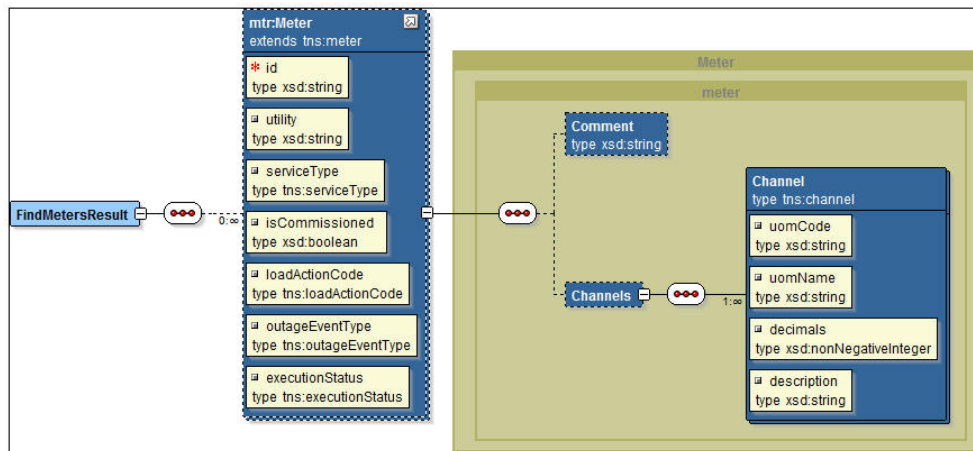 FindMetersResult
0:∞
mtr:Meter
extends tns:meter
* id
type xsd:string
utility
type xsd:string
serviceType
type tns:serviceType
isCommissioned
type xsd:boolean
loadActionCode
type tns:loadActionCode
outageEventType
type tns:outageEventType
executionStatus
type tns:executionStatus
Meter
meter
Comment
type xsd:string
Channels
1:∞
Channel
type tns:channel
uomCode
type xsd:string
uomName
type xsd:string
decimals
type xsd:nonNegativeInteger
description
type xsd:string